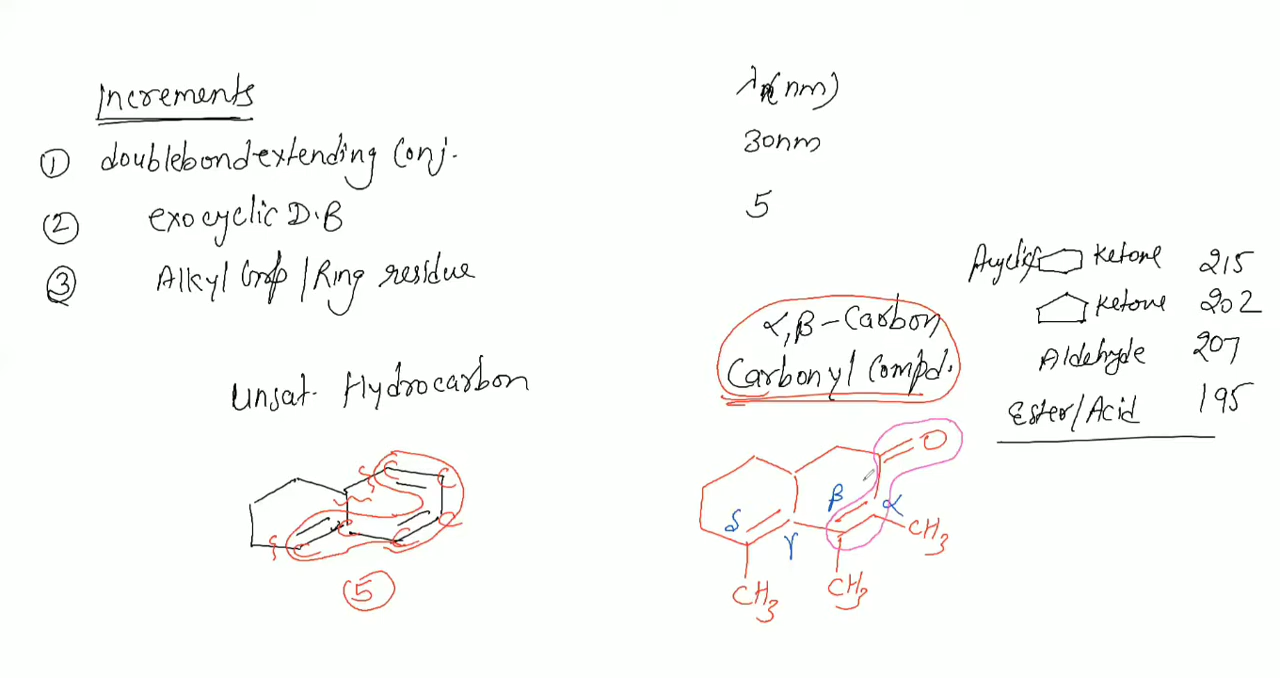 Increments
λ (nm)
① doublebond extending Conj.
30nm
② exocyclic D.B
5
③ Alkyl Grp / Ring residue
Acyclic/ Ketone 215
Ketone 202
Aldehyde 207
Ester/Acid 195
α,β-Carbon
Carbonyl Compd.
Unsat. Hydrocarbon
C
C
C
C
C
C
5
O
β
α
δ
γ
CH3
CH3
CH3